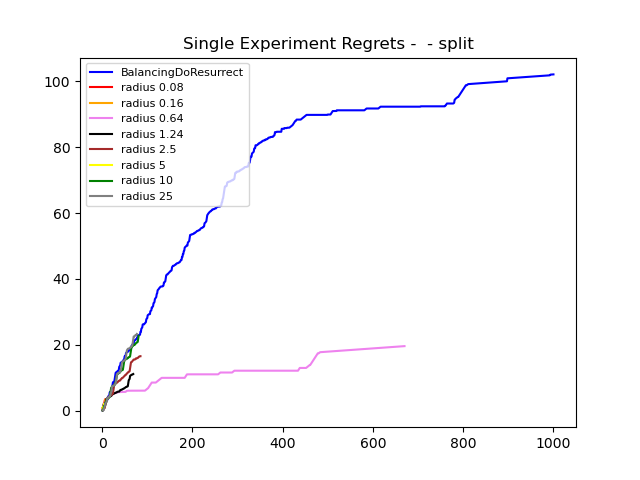 Single Experiment Regrets -  - split
BalancingDoResurrect
radius 0.08
radius 0.16
radius 0.64
radius 1.24
radius 2.5
radius 5
radius 10
radius 25
100
80
60
40
20
0
0 200 400 600 800 1000